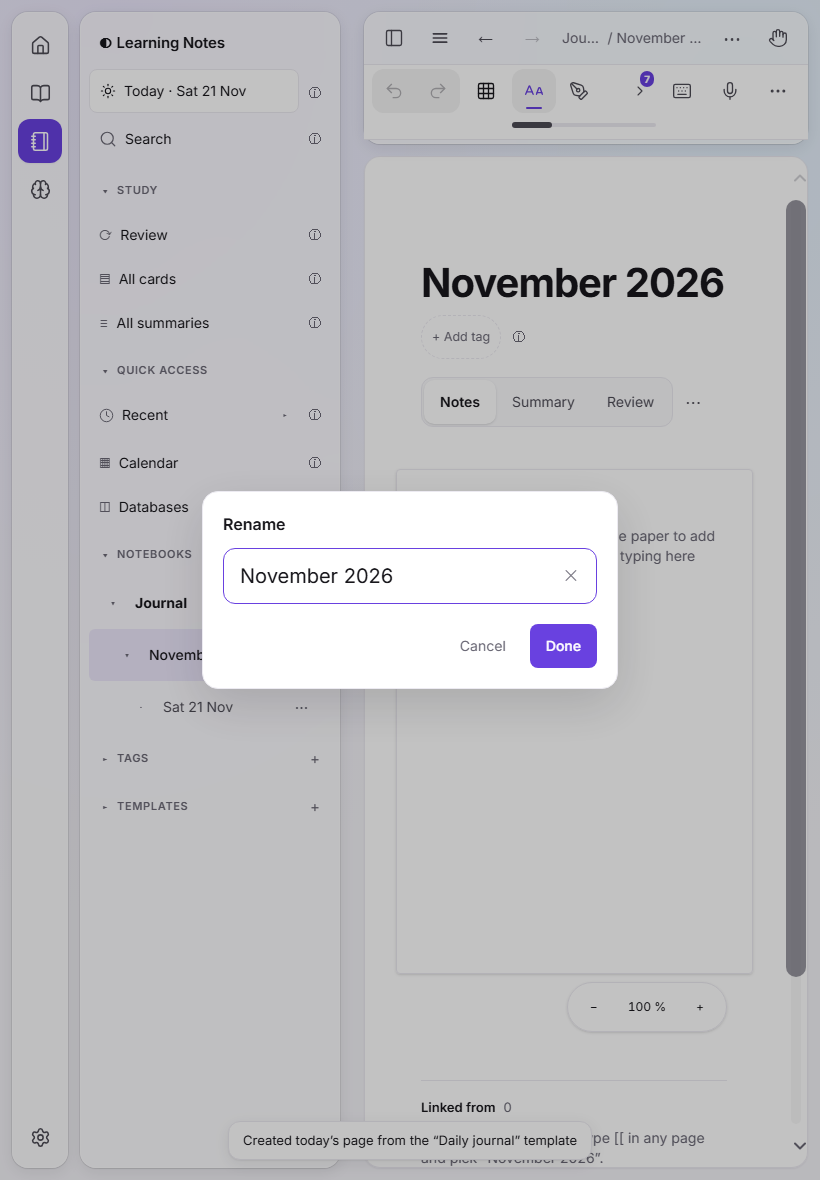 Learning Notes
Today · Sat 21 Nov
Search
STUDY
Review
All cards
All summaries
QUICK ACCESS
Recent
Calendar
Databases
NOTEBOOKS
Journal
Sat 21 Nov
TAGS
TEMPLATES
Jou... / November ...
AA
7
November 2026
+ Add tag
Notes Summary Review
e paper to add
typing here
Rename
November 2026
Cancel Done
− 100 % +
Linked from 0
[[ in any page
and pick “November 2026”.
Created today’s page from the “Daily journal” template